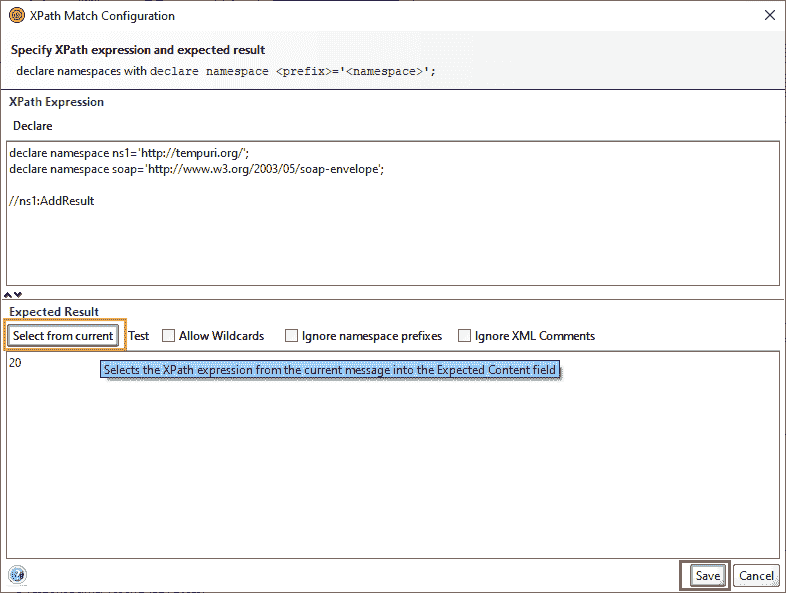 XPath Match Configuration
Specify XPath expression and expected result
declare namespaces with declare namespace <prefix>='<namespace>';
XPath Expression
Declare
declare namespace ns1='http://tempuri.org/';
declare namespace soap='http://www.w3.org/2003/05/soap-envelope';
//ns1:AddResult
Expected Result
Select from current Test Allow Wildcards Ignore namespace prefixes Ignore XML Comments
20
Selects the XPath expression from the current message into the Expected Content field
Save Cancel